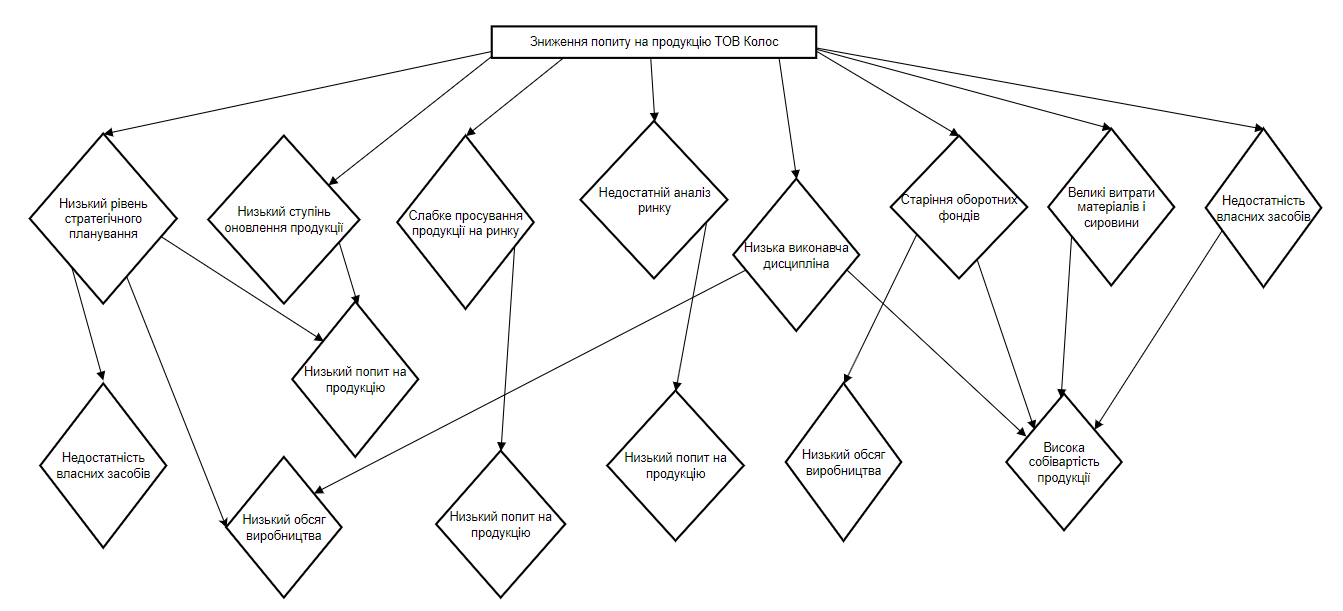 Зниження попиту на продукцію ТОВ Колос
Низький рівень
стратегічного
планування
Низький ступінь
оновлення продукції
Слабке просування
продукції на ринку
Недостатній аналіз
ринку
Низька виконавча
дисципліна
Старіння оборотних
фондів
Великі витрати
матеріалів і
сировини
Недостатність
власних засобів
Низький попит на
продукцію
Недостатність
власних засобів
Низький обсяг
виробництва
Низький попит на
продукцію
Низький попит на
продукцію
Низький обсяг
виробництва
Висока
собівартість
продукції